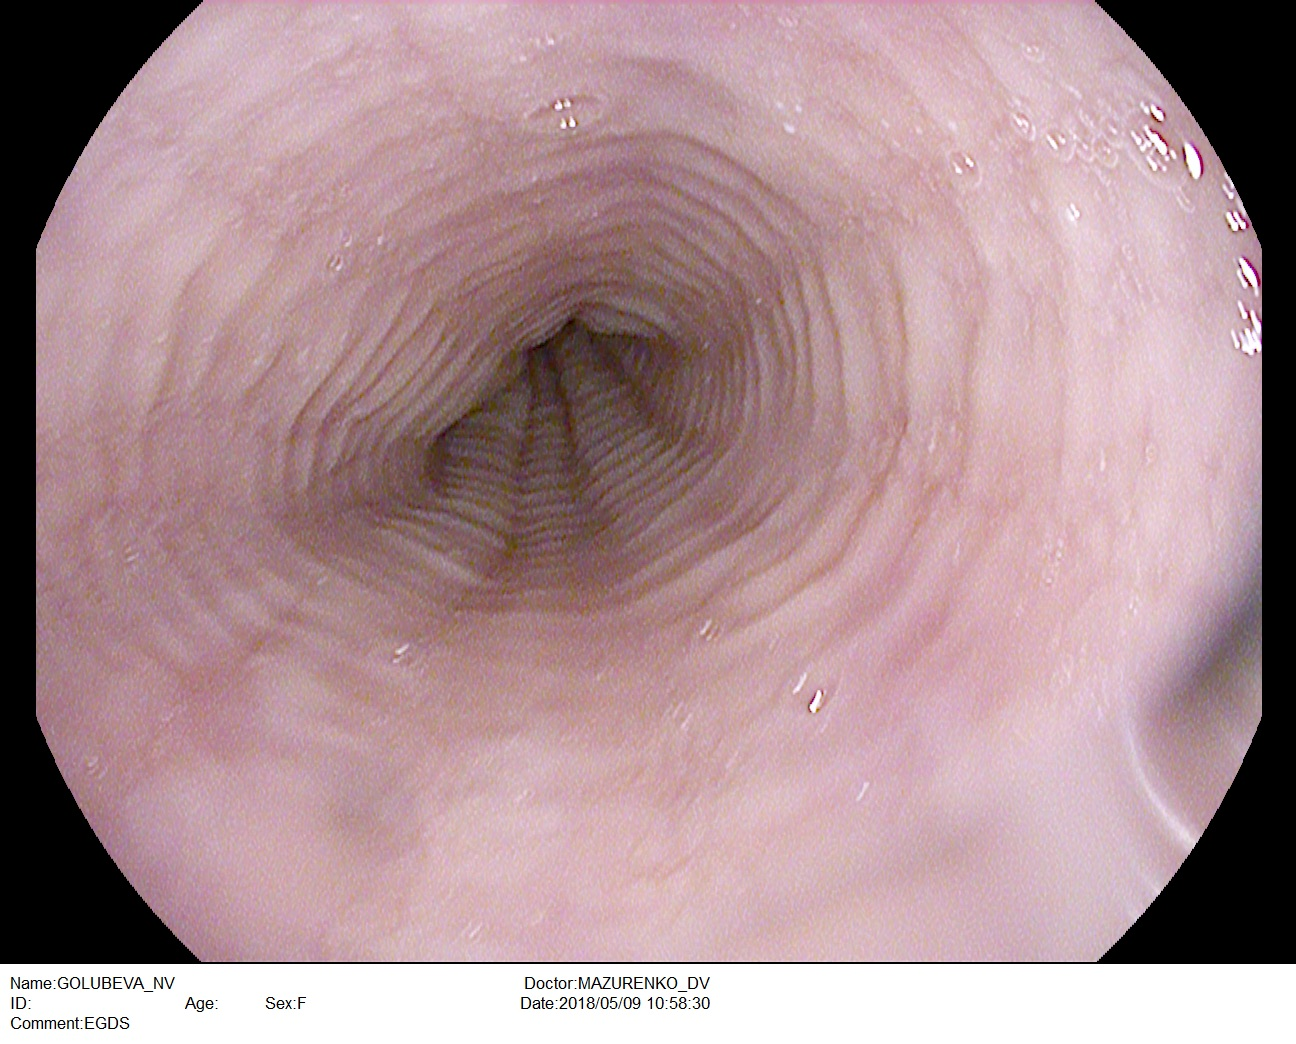 Name:GOLUBEVA_NV Doctor:MAZURENKO_DV
ID: Age: Sex:F Date:2018/05/09 10:58:30
Comment:EGDS